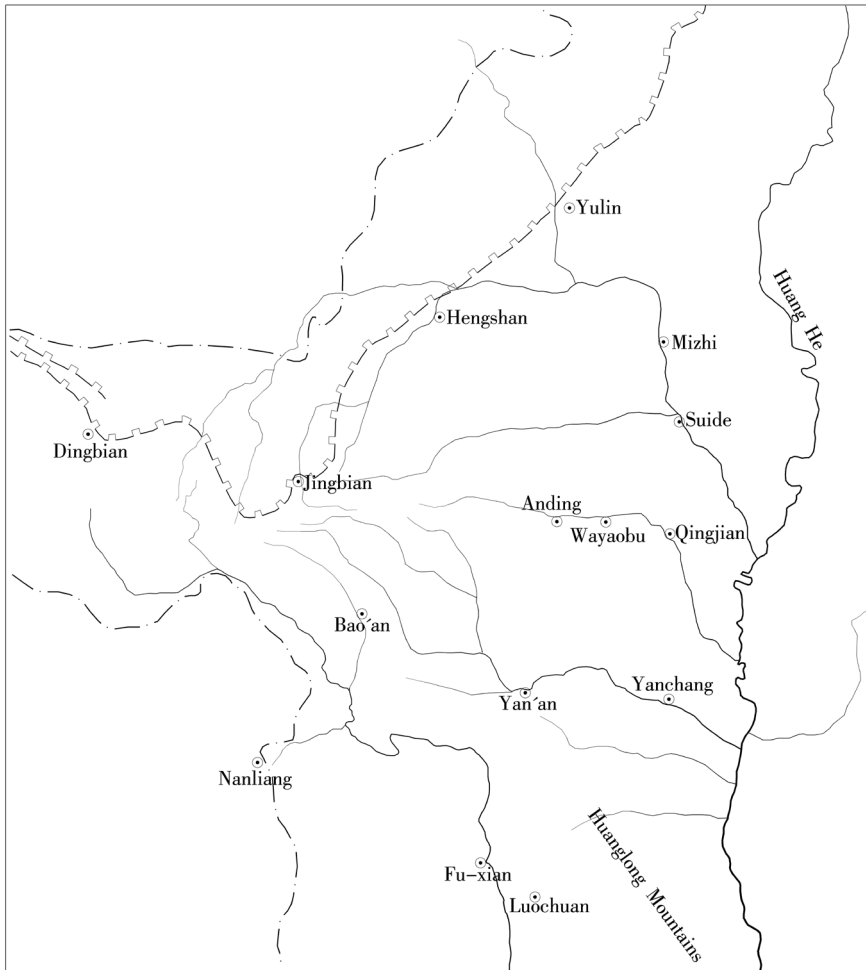 Yulin
Huang He
Hengshan
Mizhi
Suide
Dingbian
Jingbian
Anding
Wayaobu
Qingjian
Bao'an
Yan'an
Yanchang
Nanliang
Huanglong Mountains
Fu-xian
Luochuan